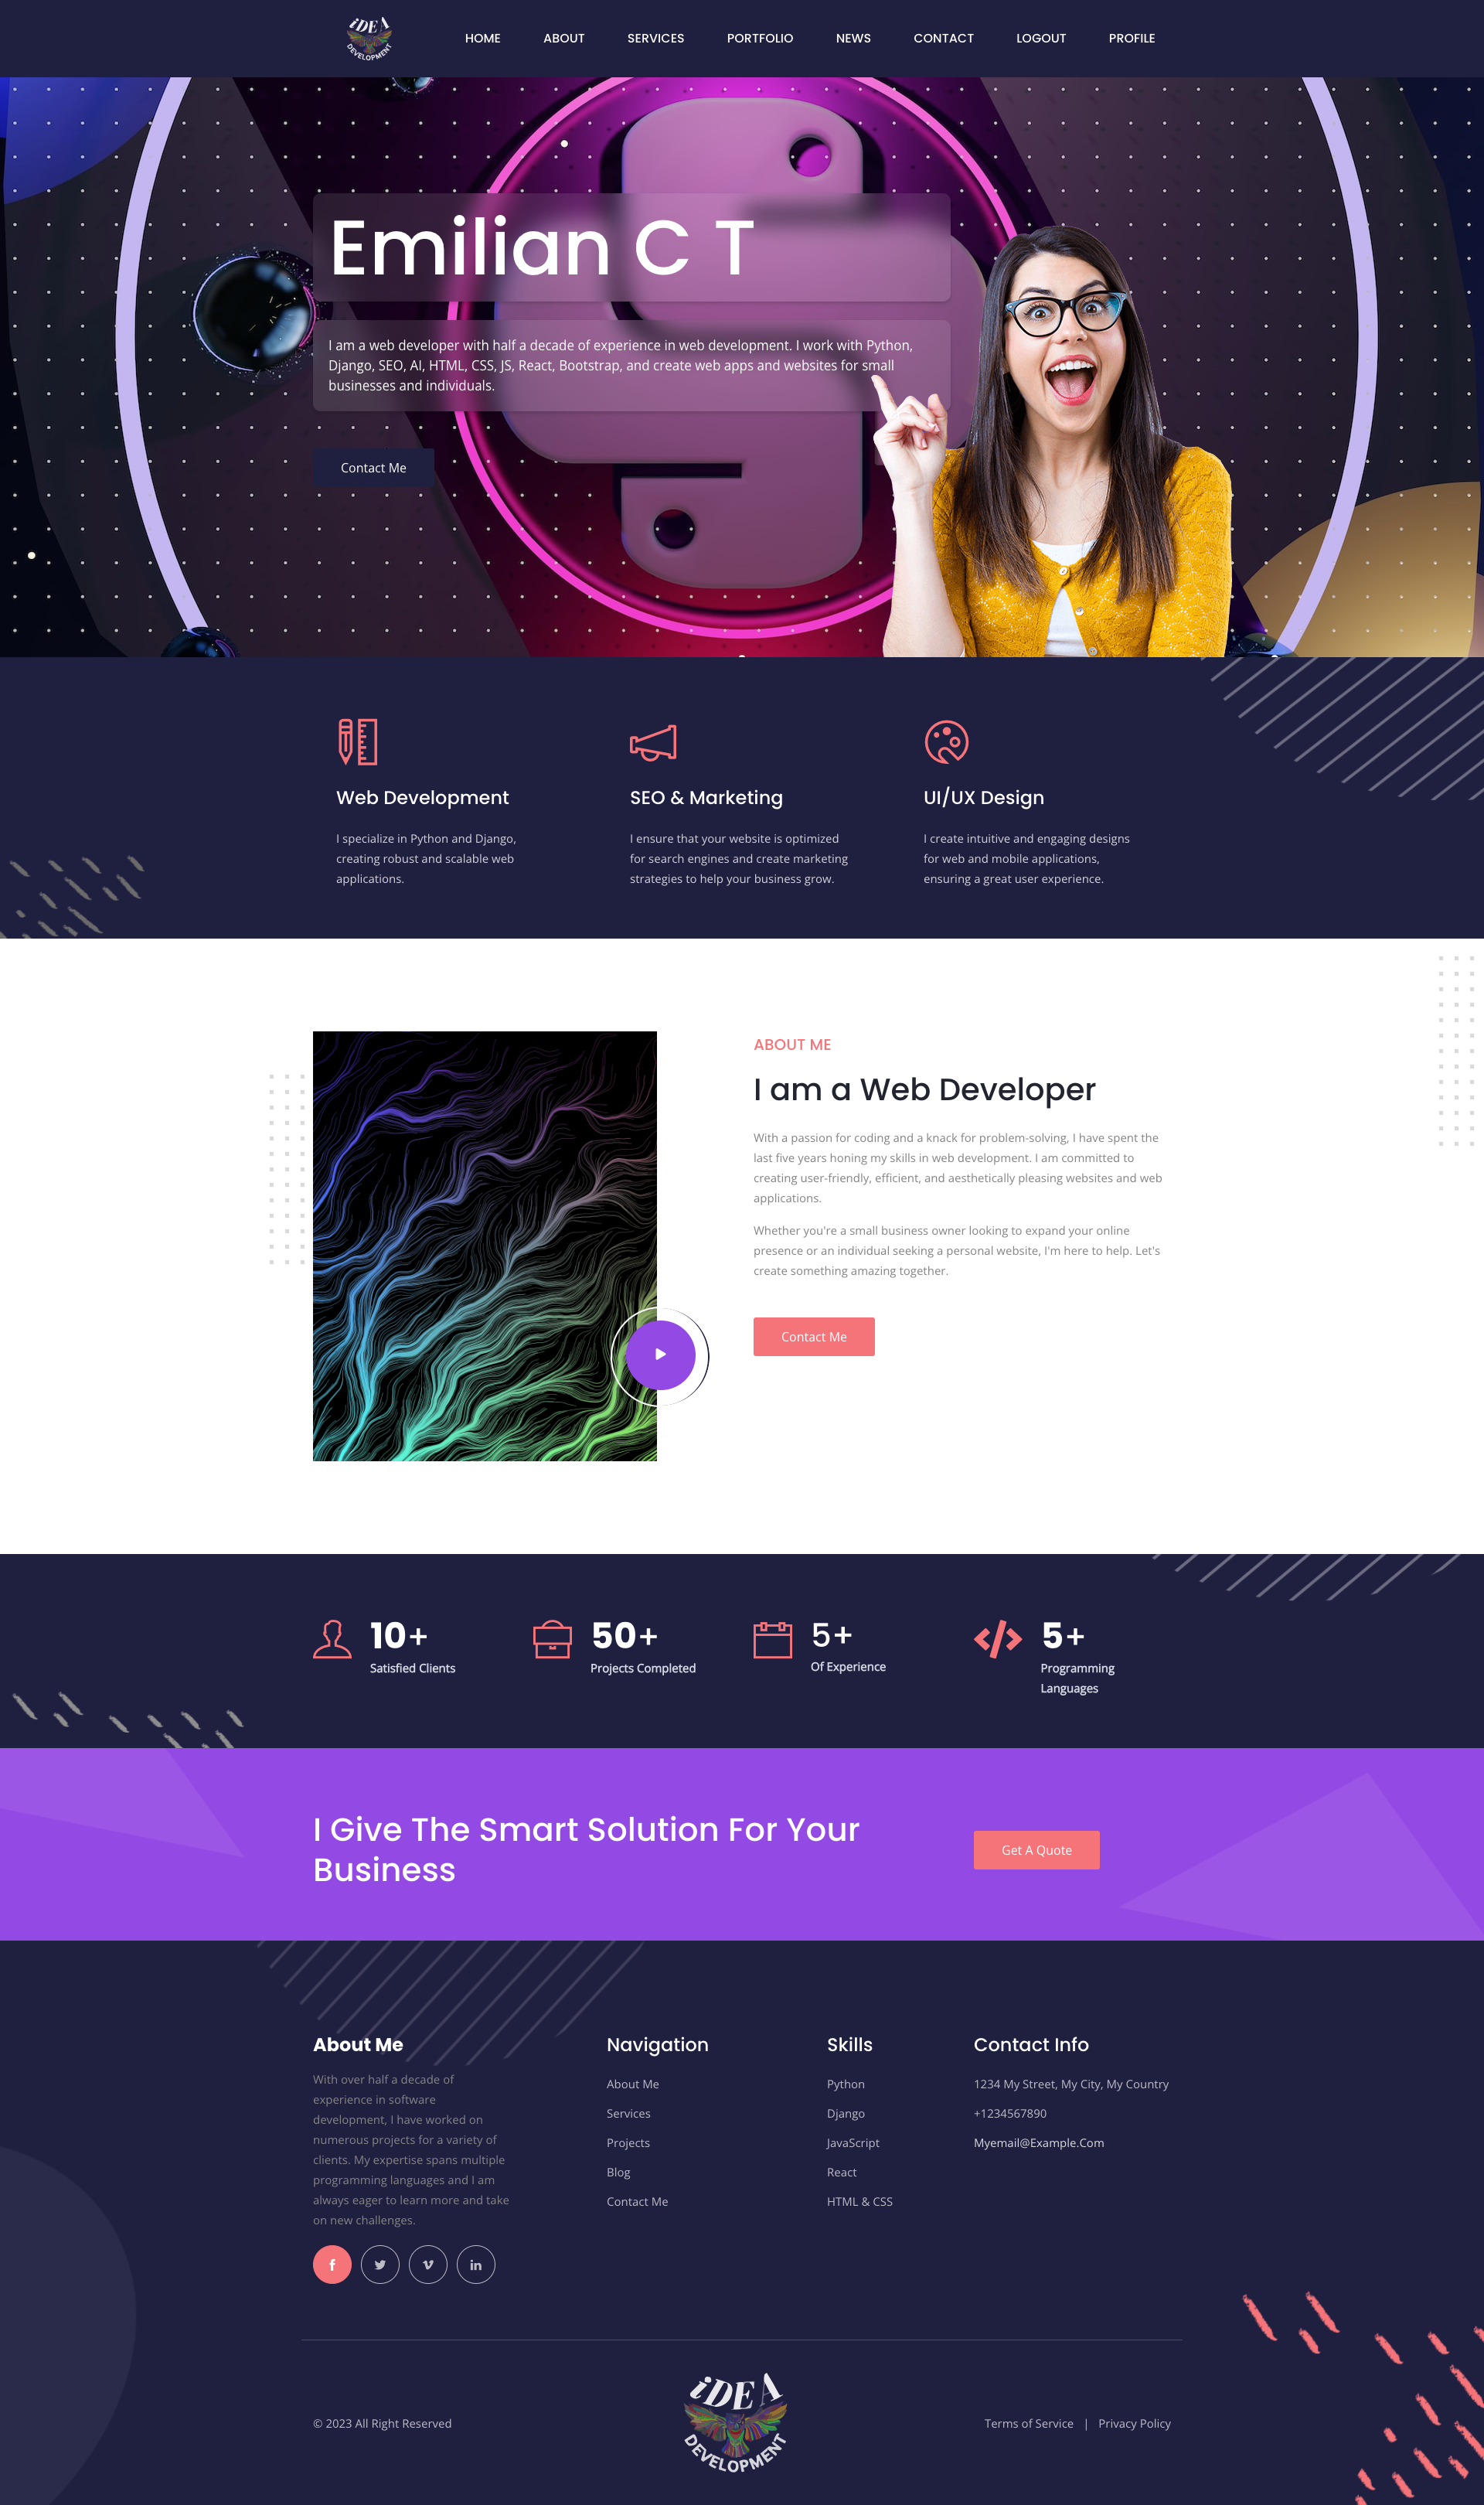 iDEA
DEVELOPMENT
HOME ABOUT SERVICES PORTFOLIO NEWS CONTACT LOGOUT PROFILE
Emilian C T
I am a web developer with half a decade of experience in web development. I work with Python,
Django, SEO, AI, HTML, CSS, JS, React, Bootstrap, and create web apps and websites for small
businesses and individuals.
Contact Me
Web Development
I specialize in Python and Django,
creating robust and scalable web
applications.
SEO & Marketing
I ensure that your website is optimized
for search engines and create marketing
strategies to help your business grow.
UI/UX Design
I create intuitive and engaging designs
for web and mobile applications,
ensuring a great user experience.
ABOUT ME
I am a Web Developer
With a passion for coding and a knack for problem-solving, I have spent the
last five years honing my skills in web development. I am committed to
creating user-friendly, efficient, and aesthetically pleasing websites and web
applications.
Whether you're a small business owner looking to expand your online
presence or an individual seeking a personal website, I'm here to help. Let's
create something amazing together.
Contact Me
10+
Satisfied Clients
50+
Projects Completed
5+
Of Experience
5+
Programming
Languages
I Give The Smart Solution For Your
Business
Get A Quote
About Me
With over half a decade of
experience in software
development, I have worked on
numerous projects for a variety of
clients. My expertise spans multiple
programming languages and I am
always eager to learn more and take
on new challenges.
Navigation
About Me
Services
Projects
Blog
Contact Me
Skills
Python
Django
JavaScript
React
HTML & CSS
Contact Info
1234 My Street, My City, My Country
+1234567890
Myemail@Example.Com
© 2023 All Right Reserved
iDEA
DEVELOPMENT
Terms of Service | Privacy Policy